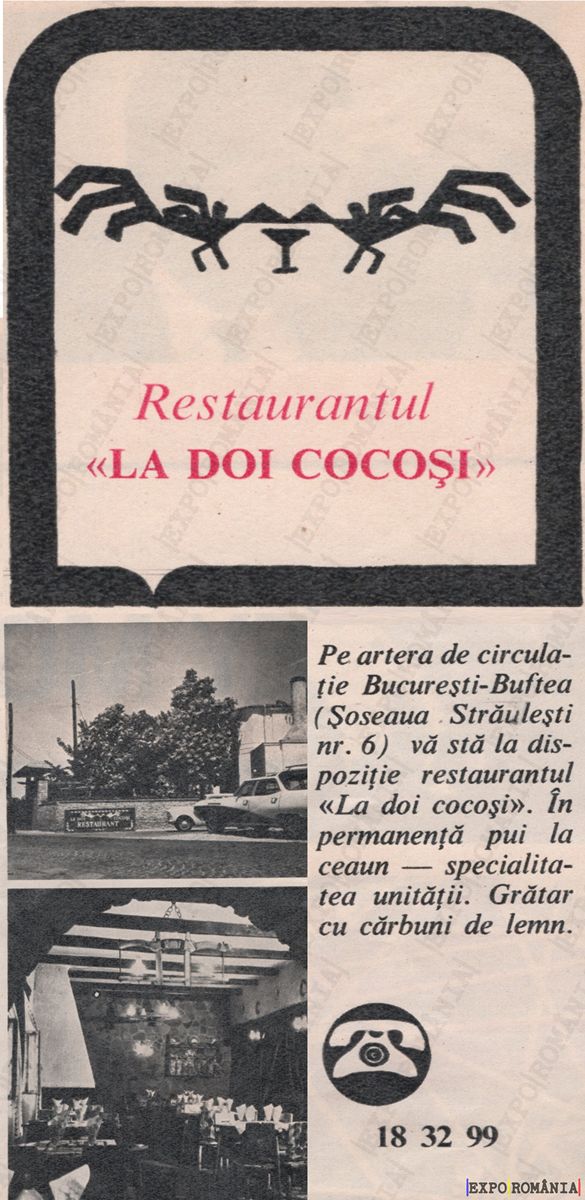 Restaurantul
«LA DOI COCOŞI»
Pe artera de circula-
ţie Bucureşti-Buftea
(Şoseaua Străuleşti
nr. 6) vă stă la dis-
poziţie restaurantul
«La doi cocoşi». În
permanenţă pui la
ceaun — specialita-
tea unităţii. Grătar
cu cărbuni de lemn.
RESTAURANT
18 32 99
EXPO ROMÂNIA